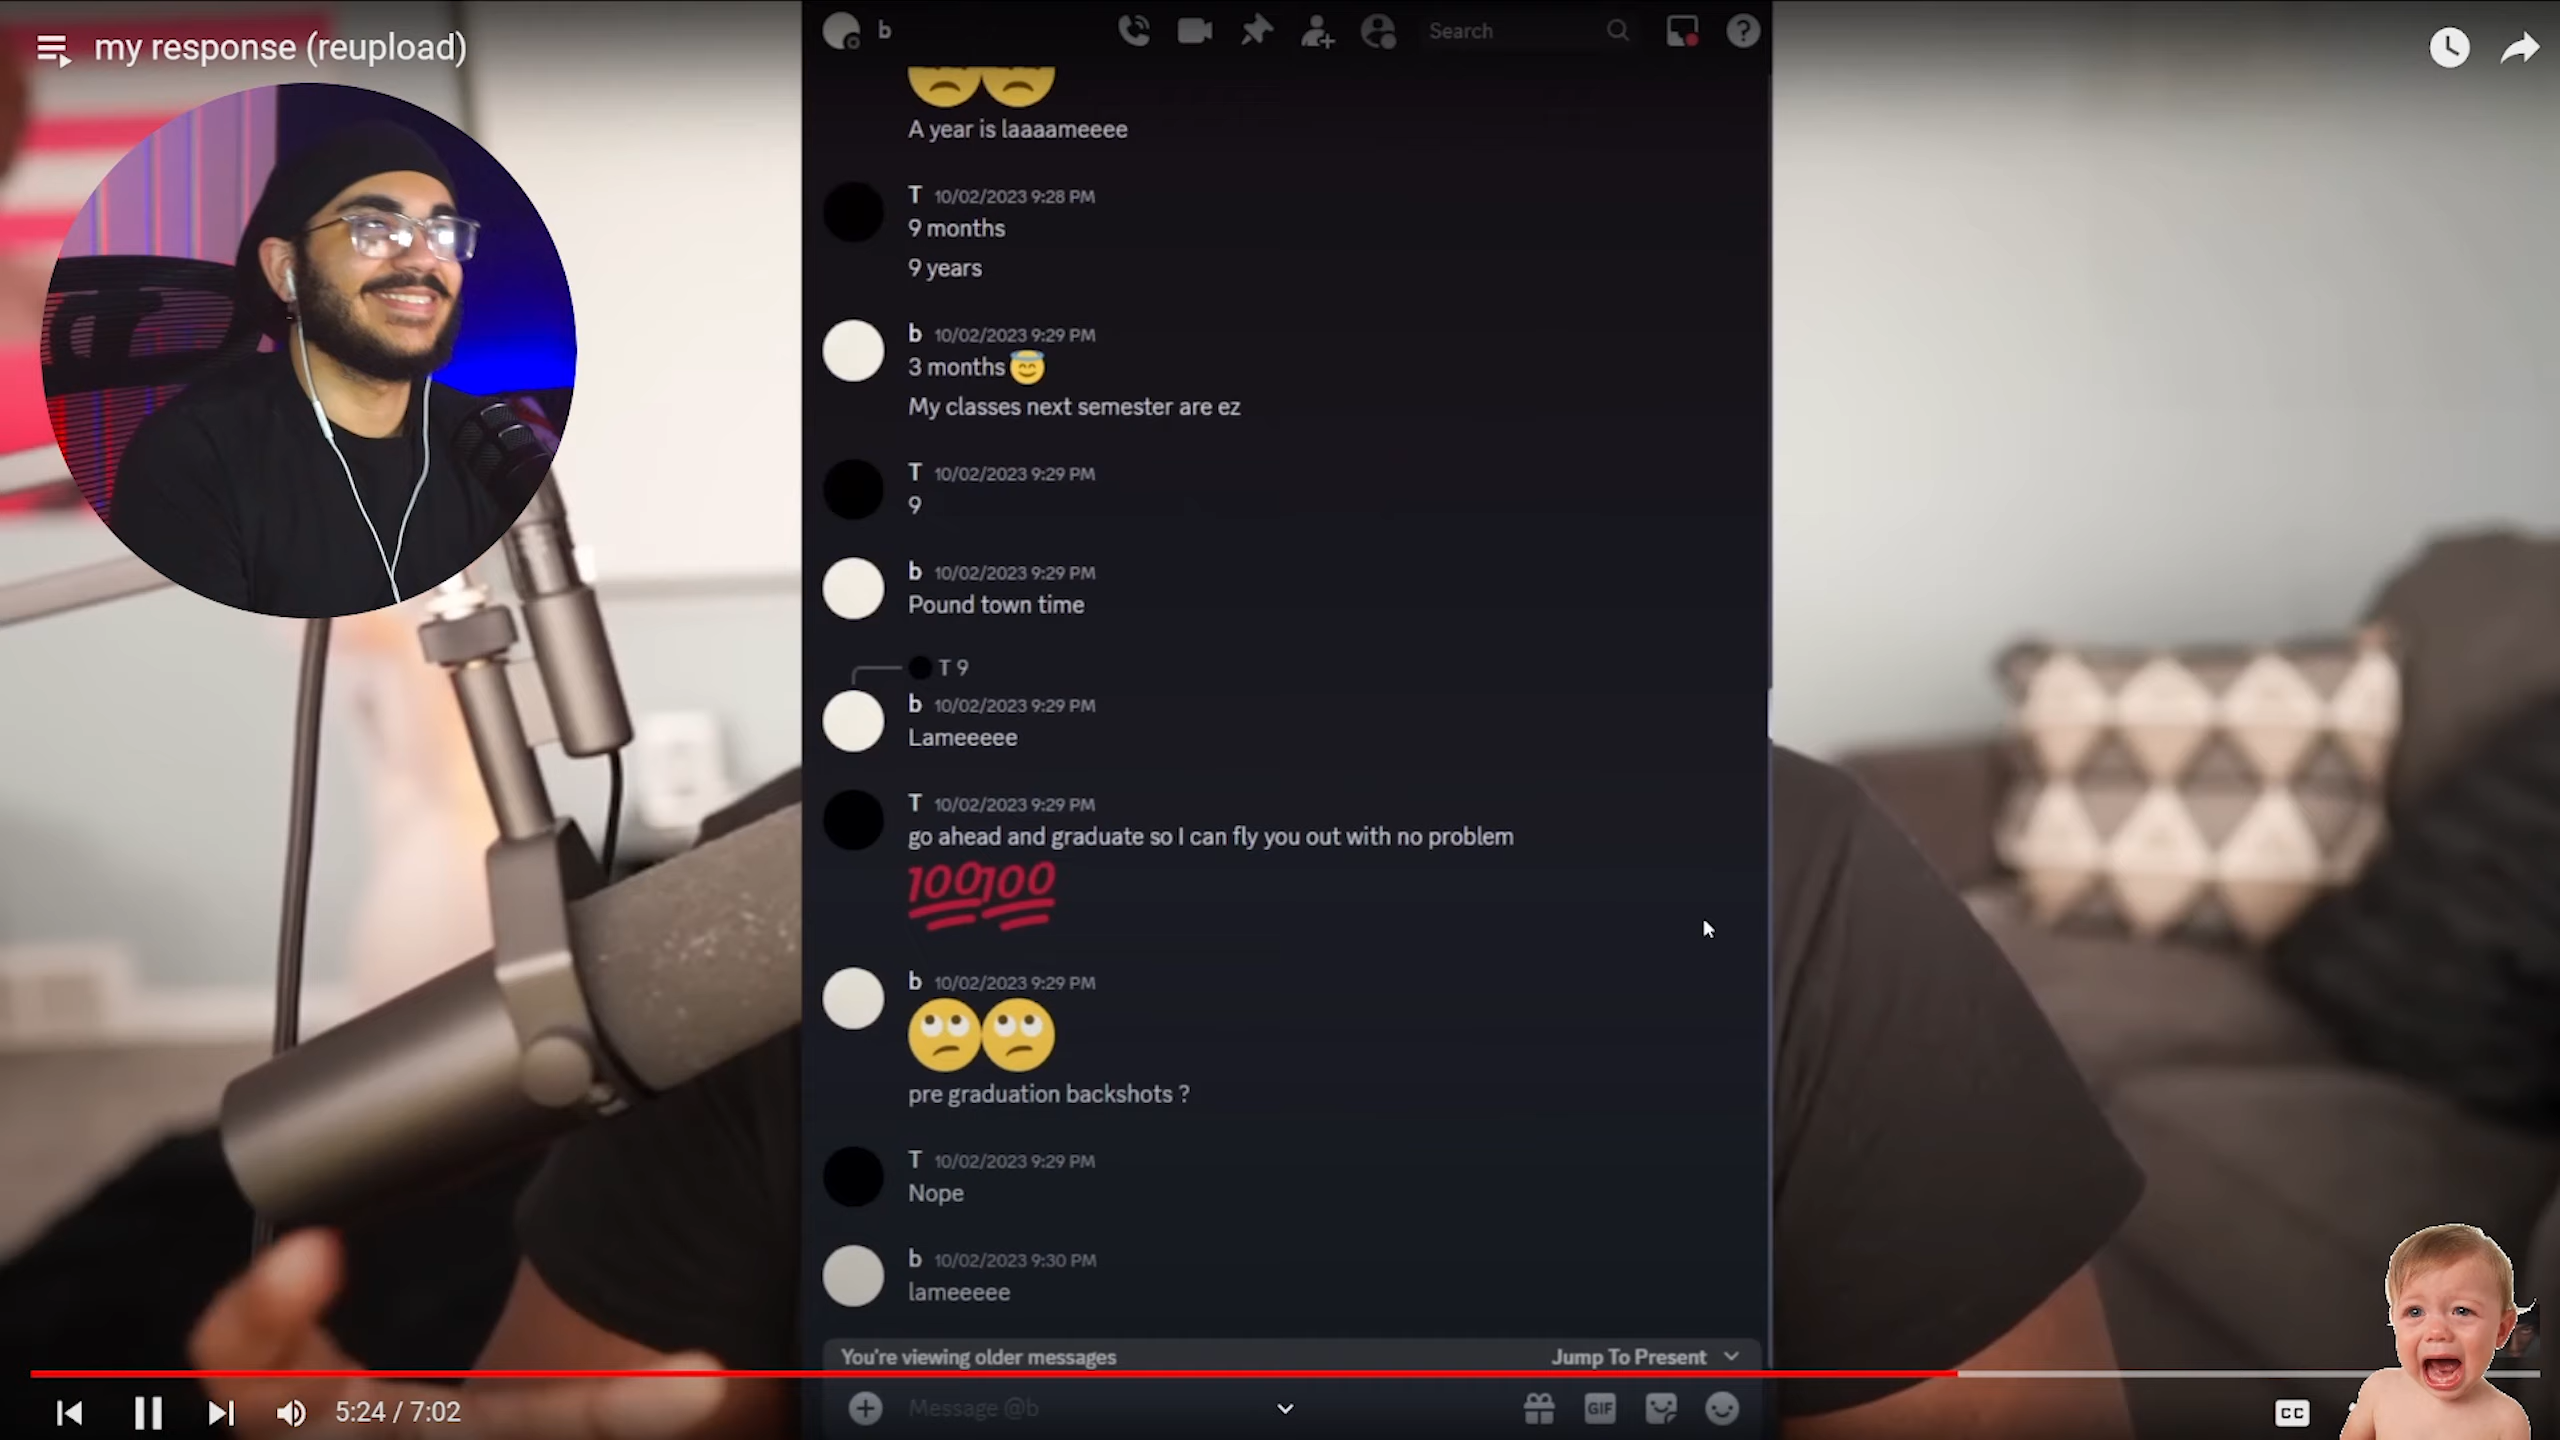 my response (reupload)
b
Search
A year is laaaameeee
T 10/02/2023 9:28 PM
9 months
9 years
b 10/02/2023 9:29 PM
3 months 😇
My classes next semester are ez
T 10/02/2023 9:29 PM
9
b 10/02/2023 9:29 PM
Pound town time
T 9
b 10/02/2023 9:29 PM
Lameeeee
T 10/02/2023 9:29 PM
go ahead and graduate so I can fly you out with no problem
💯💯
b 10/02/2023 9:29 PM
🙄🙄
pre graduation backshots ?
T 10/02/2023 9:29 PM
Nope
b 10/02/2023 9:30 PM
lameeeee
You're viewing older messages
Jump To Present
Message @b
GIF
5:24 / 7:02
CC